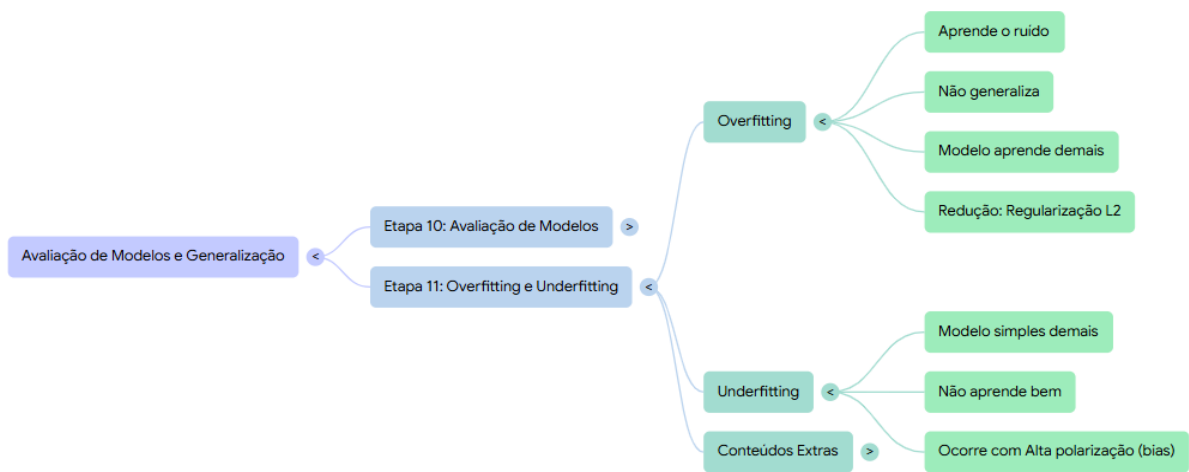 Avaliação de Modelos e Generalização
<
Etapa 10: Avaliação de Modelos
>
Etapa 11: Overfitting e Underfitting
<
Overfitting
<
Aprende o ruído
Não generaliza
Modelo aprende demais
Redução: Regularização L2
Underfitting
<
Modelo simples demais
Não aprende bem
Ocorre com Alta polarização (bias)
Conteúdos Extras
>